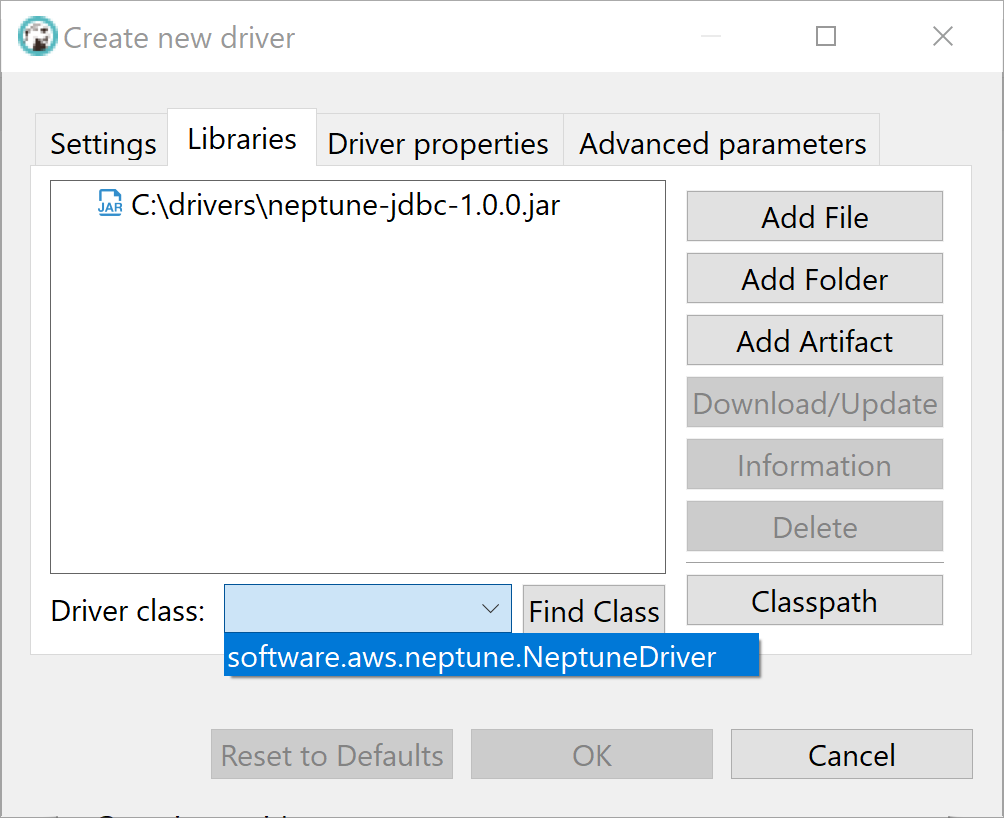 Create new driver
Settings Libraries Driver properties Advanced parameters
JAR C:\drivers\neptune-jdbc-1.0.0.jar
Add File
Add Folder
Add Artifact
Download/Update
Information
Delete
Classpath
Driver class: Find Class
software.aws.neptune.NeptuneDriver
Reset to Defaults OK Cancel